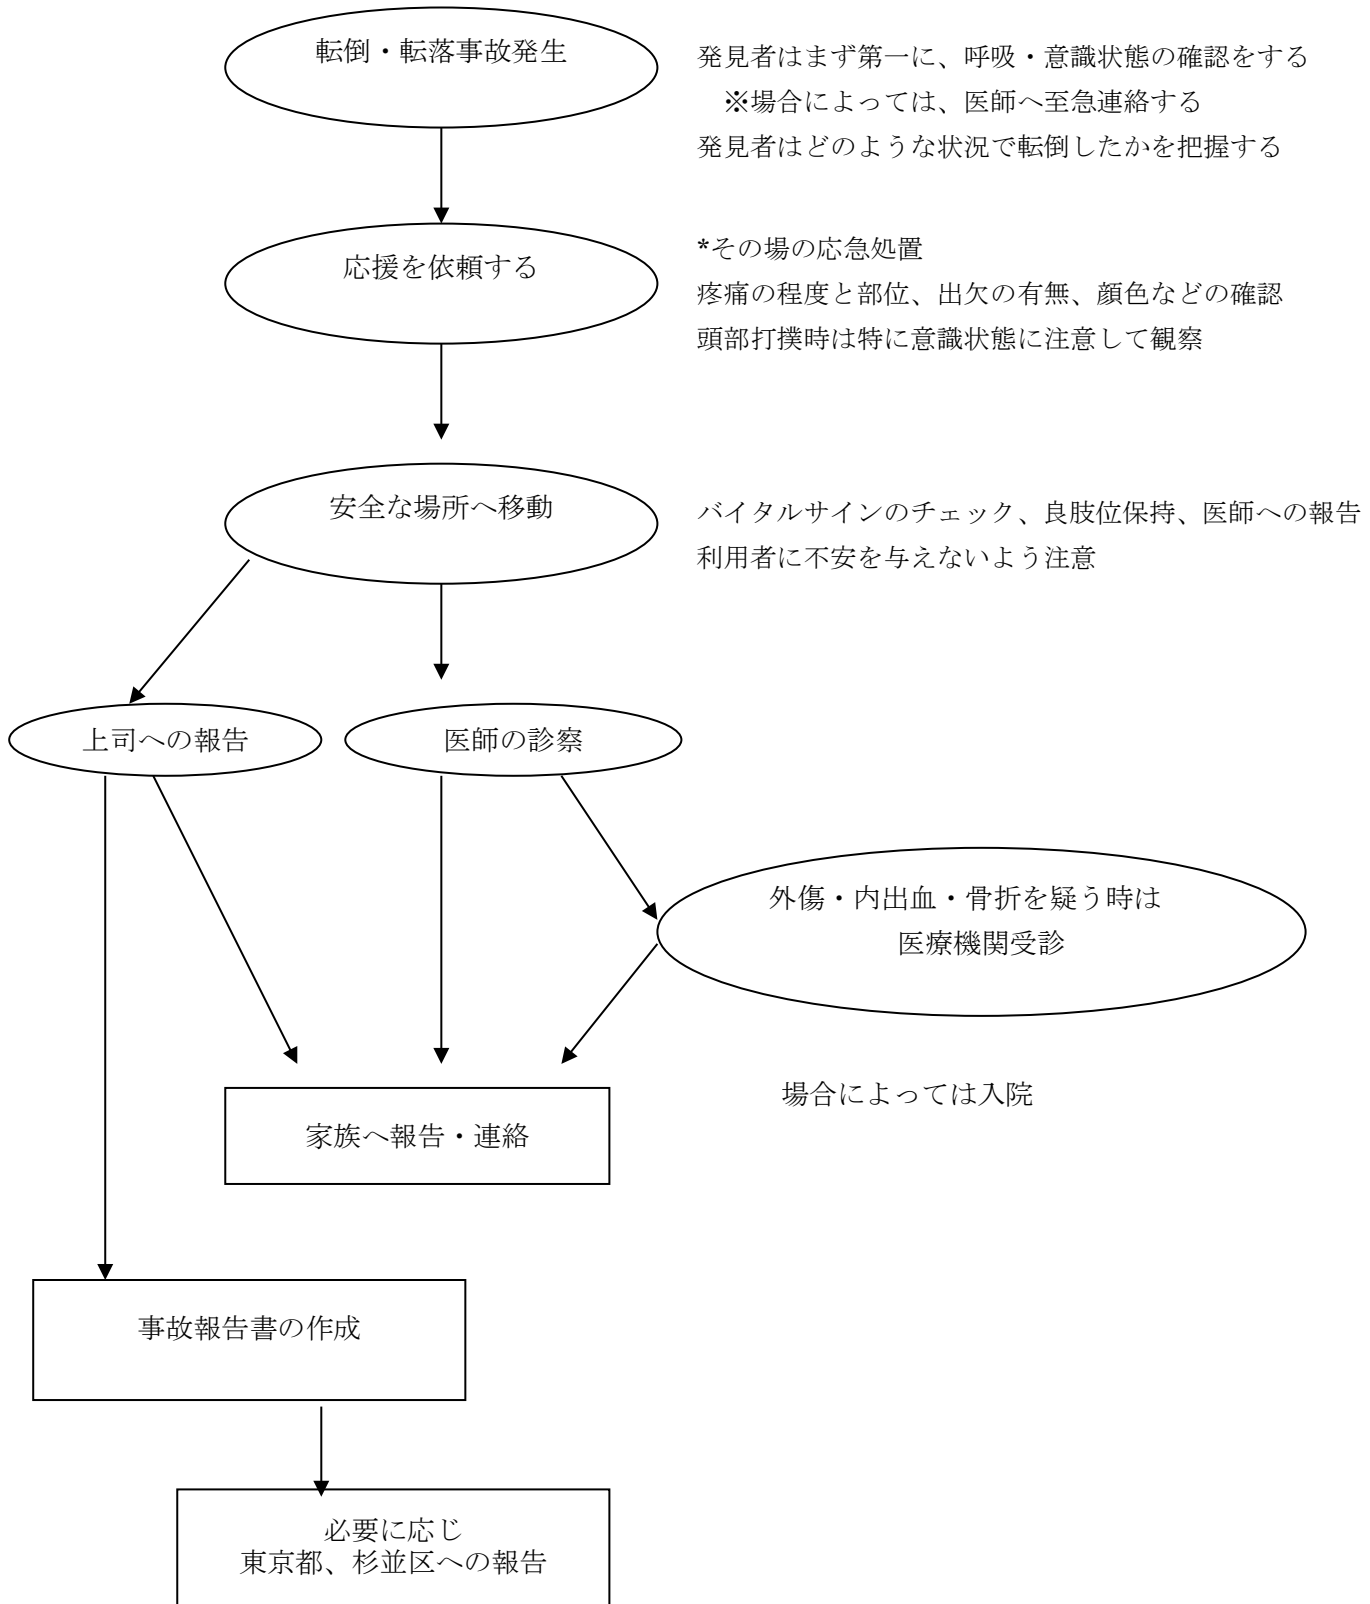 転倒・転落事故発生
発見者はまず第一に、呼吸・意識状態の確認をする
※場合によっては、医師へ至急連絡する
発見者はどのような状況で転倒したかを把握する
応援を依頼する
*その場の応急処置
疼痛の程度と部位、出欠の有無、顔色などの確認
頭部打撲時は特に意識状態に注意して観察
安全な場所へ移動
バイタルサインのチェック、良肢位保持、医師への報告
利用者に不安を与えないよう注意
上司への報告
医師の診察
外傷・内出血・骨折を疑う時は
医療機関受診
場合によっては入院
家族へ報告・連絡
事故報告書の作成
必要に応じ
東京都、杉並区への報告